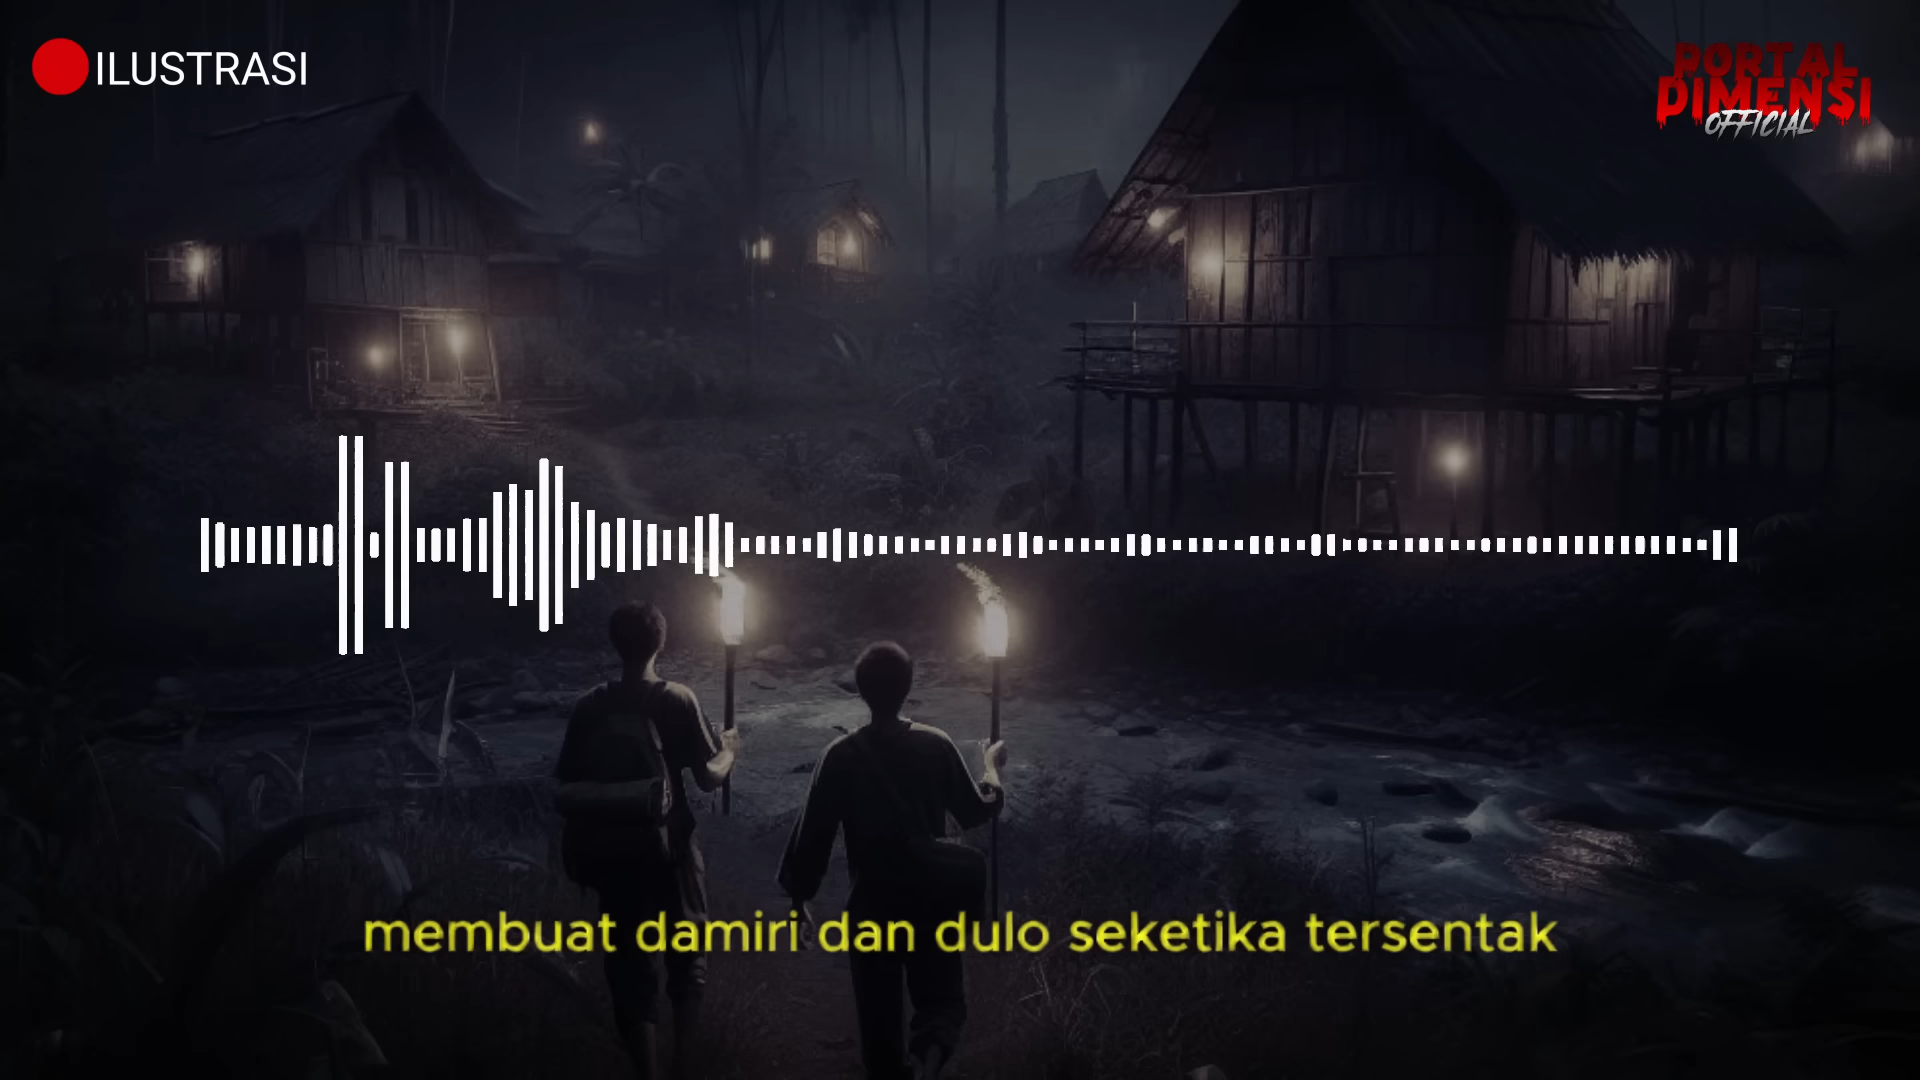 ILUSTRASI
PORTAL
DIMENSI
OFFICIAL
membuat damiri dan dulo seketika tersentak